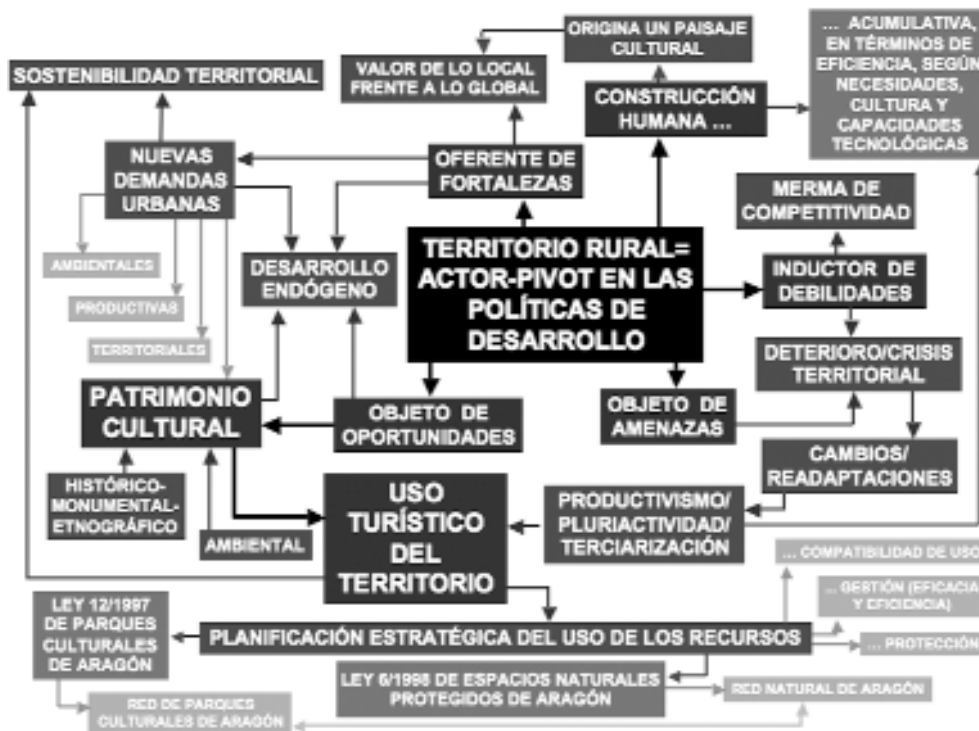 ORIGINA UN PAISAJE
CULTURAL
... ACUMULATIVA,
EN TÉRMINOS DE
EFICIENCIA, SEGÚN
NECESIDADES,
CULTURA Y
CAPACIDADES
TECNOLÓGICAS
SOSTENIBILIDAD TERRITORIAL
VALOR DE LO LOCAL
FRENTE A LO GLOBAL
CONSTRUCCIÓN
HUMANA ...
NUEVAS
DEMANDAS
URBANAS
OFERENTE DE
FORTALEZAS
MERMA DE
COMPETITIVIDAD
AMBIENTALES
PRODUCTIVAS
TERRITORIALES
DESARROLLO
ENDÓGENO
TERRITORIO RURAL=
ACTOR-PIVOT EN LAS
POLÍTICAS DE
DESARROLLO
INDUCTOR DE
DEBILIDADES
DETERIORO/CRISIS
TERRITORIAL
PATRIMONIO
CULTURAL
OBJETO DE
OPORTUNIDADES
OBJETO DE
AMENAZAS
CAMBIOS/
READAPTACIONES
HISTÓRICO-
MONUMENTAL-
ETNOGRÁFICO
AMBIENTAL
USO
TURÍSTICO
DEL
TERRITORIO
PRODUCTIVISMO/
PLURIACTIVIDAD/
TERCIARIZACIÓN
... COMPATIBILIDAD DE USO
... GESTIÓN (EFICACIA
Y EFICIENCIA)
... PROTECCIÓN
LEY 12/1997
DE PARQUES
CULTURALES
DE ARAGÓN
PLANIFICACIÓN ESTRATÉGICA DEL USO DE LOS RECURSOS
LEY 6/1998 DE ESPACIOS NATURALES
PROTEGIDOS DE ARAGÓN
RED NATURAL DE ARAGÓN
RED DE PARQUES
CULTURALES DE ARAGÓN